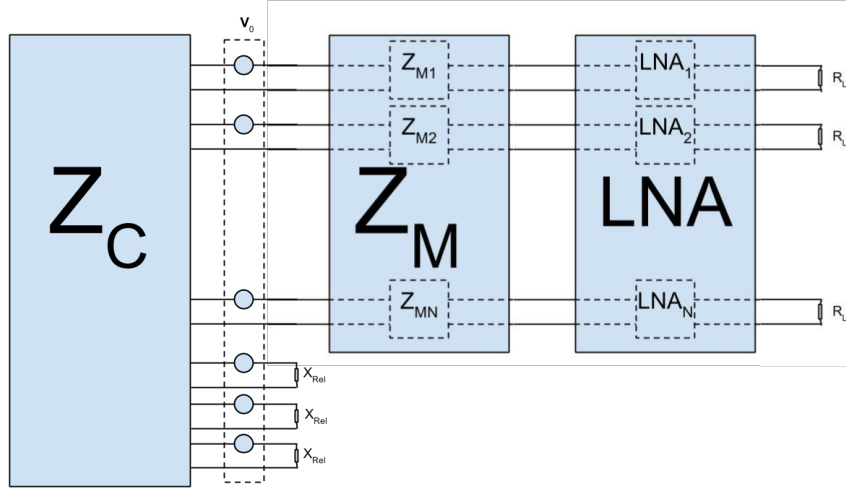 V0
ZM1
LNA1
RL
ZM2
LNA2
RL
ZC
ZM
LNA
ZMN
LNAN
RL
XRel
XRel
XRel